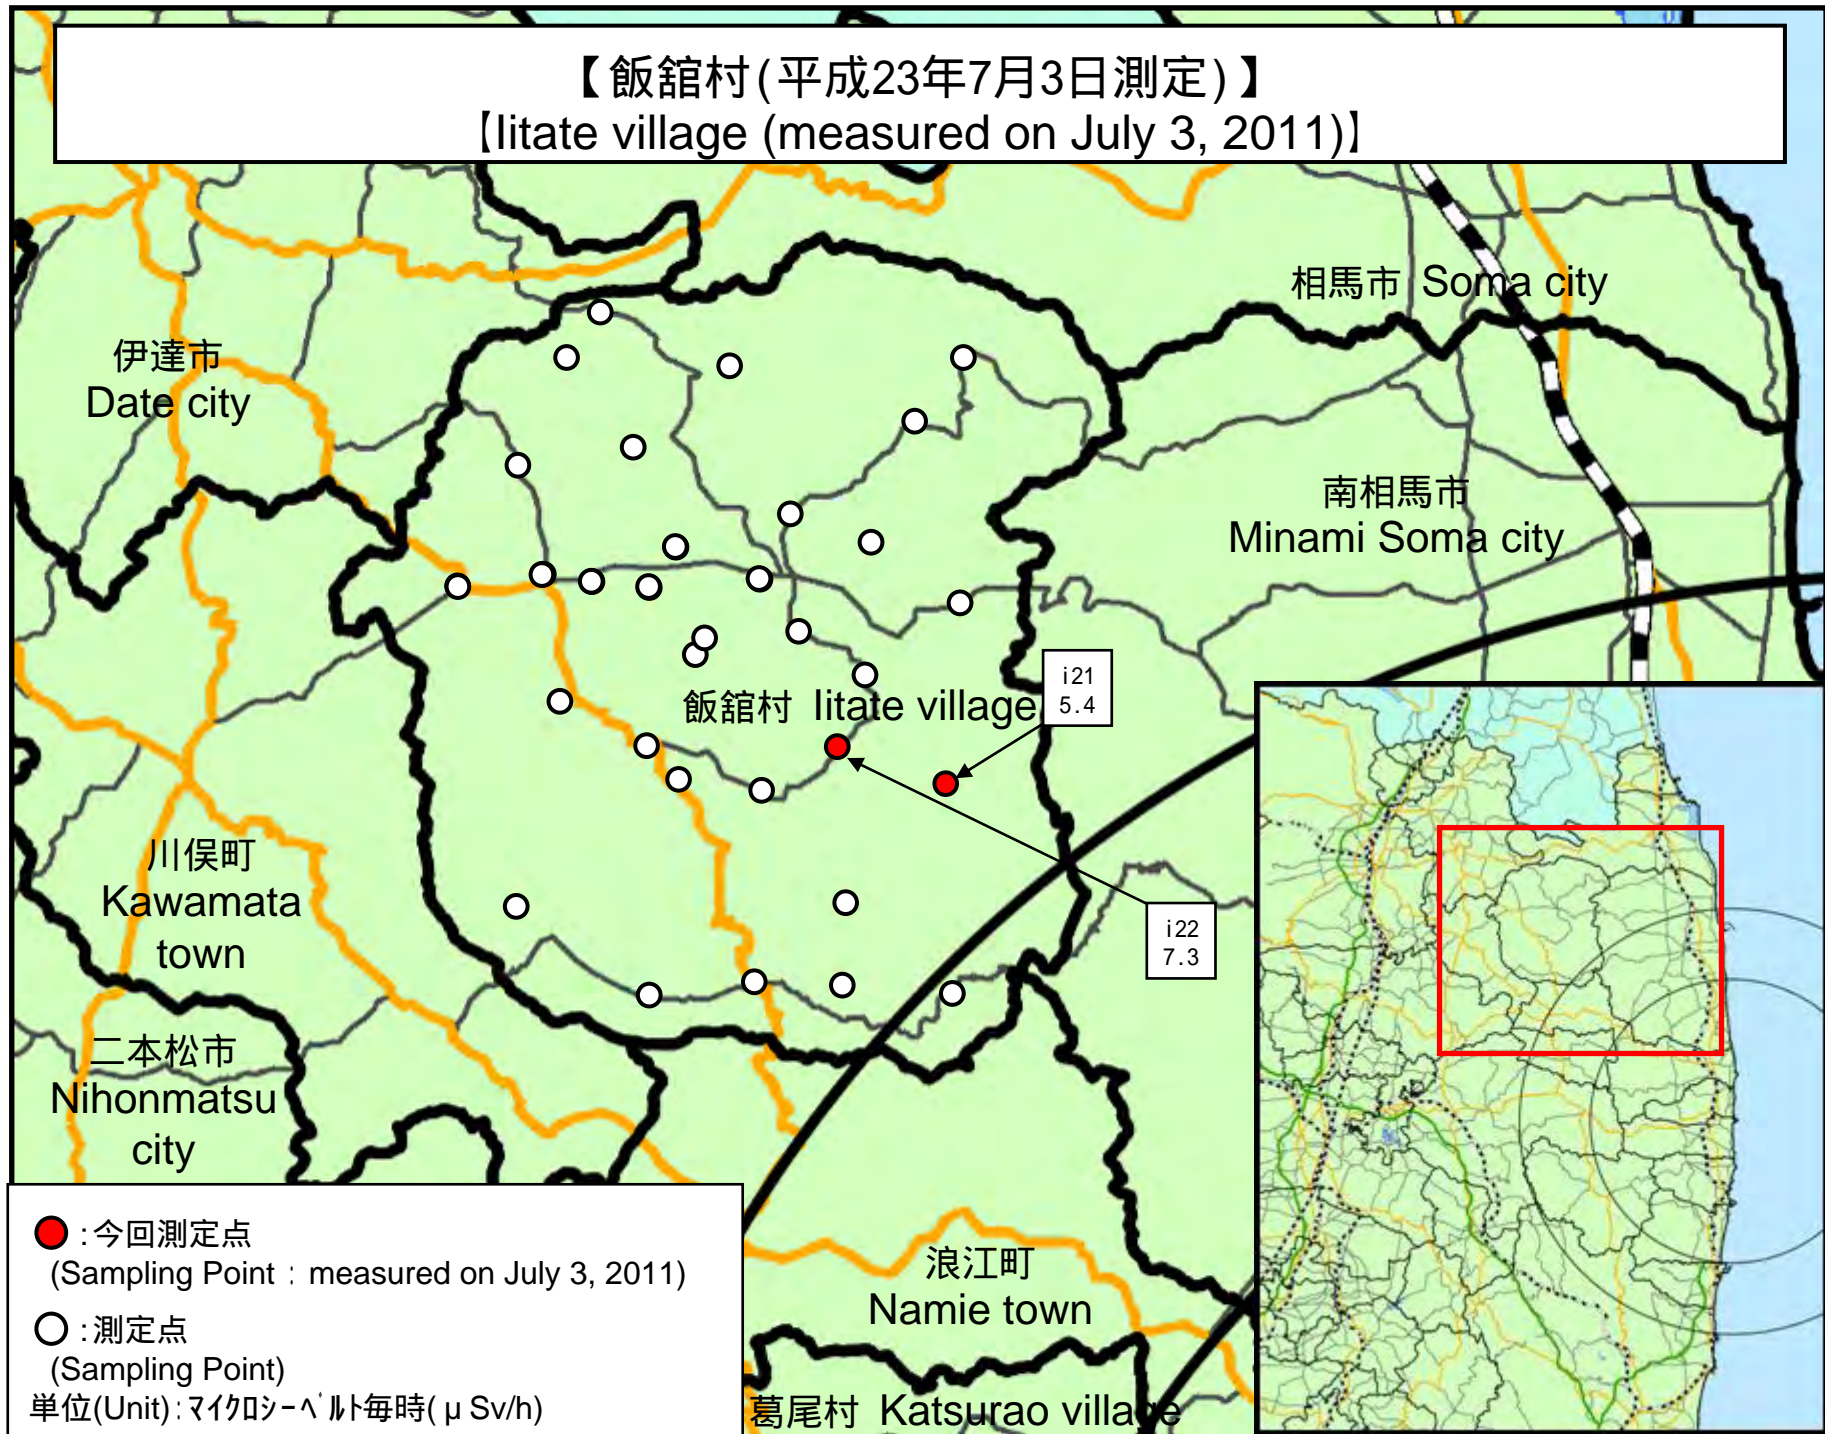 【飯舘村(平成23年7月3日測定)】
【Iitate village (measured on July 3, 2011)】
相馬市 Soma city
伊達市
Date city
南相馬市
Minami Soma city
i21
5.4
飯舘村 Iitate village
川俣町
Kawamata
town
i22
7.3
二本松市
Nihonmatsu
city
浪江町
Namie town
葛尾村 Katsurao village
:今回測定点
(Sampling Point : measured on July 3, 2011)
:測定点
(Sampling Point)
単位(Unit):マイクロシーベルト毎時(μSv/h)